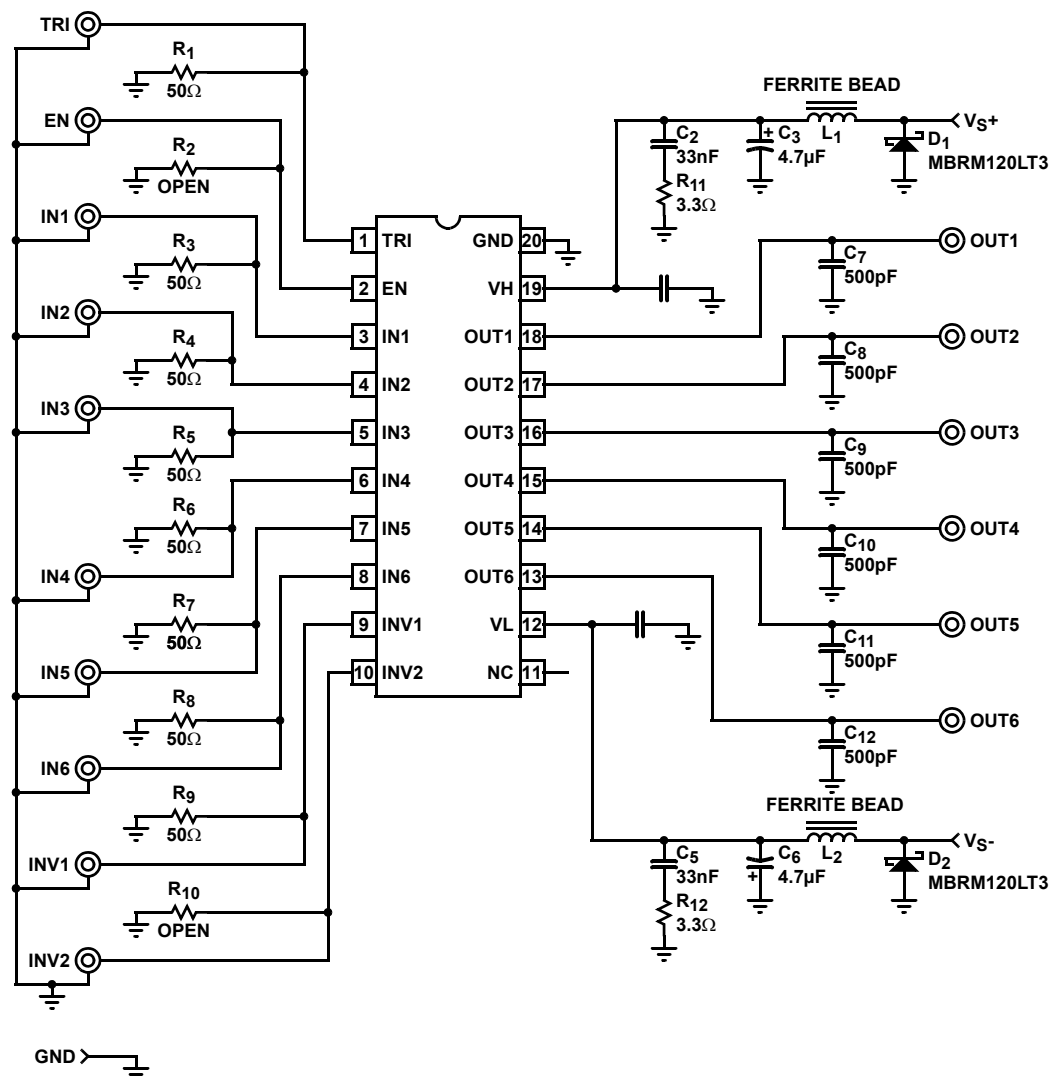 TRI
R1
50Ω
EN
R2
OPEN
IN1
R3
50Ω
IN2
R4
50Ω
IN3
R5
50Ω
R6
50Ω
IN4
R7
50Ω
IN5
R8
50Ω
IN6
R9
50Ω
INV1
R10
OPEN
INV2
GND
1 TRI
2 EN
3 IN1
4 IN2
5 IN3
6 IN4
7 IN5
8 IN6
9 INV1
10 INV2
GND 20
VH 19
OUT1 18
OUT2 17
OUT3 16
OUT4 15
OUT5 14
OUT6 13
VL 12
NC 11
FERRITE BEAD
L1
VS+
C2
33nF
R11
3.3Ω
+ C3
4.7µF
D1
MBRM120LT3
OUT1
C7
500pF
OUT2
C8
500pF
OUT3
C9
500pF
OUT4
C10
500pF
OUT5
C11
500pF
OUT6
C12
500pF
FERRITE BEAD
L2
VS-
C5
33nF
R12
3.3Ω
C6
+ 4.7µF
D2
MBRM120LT3